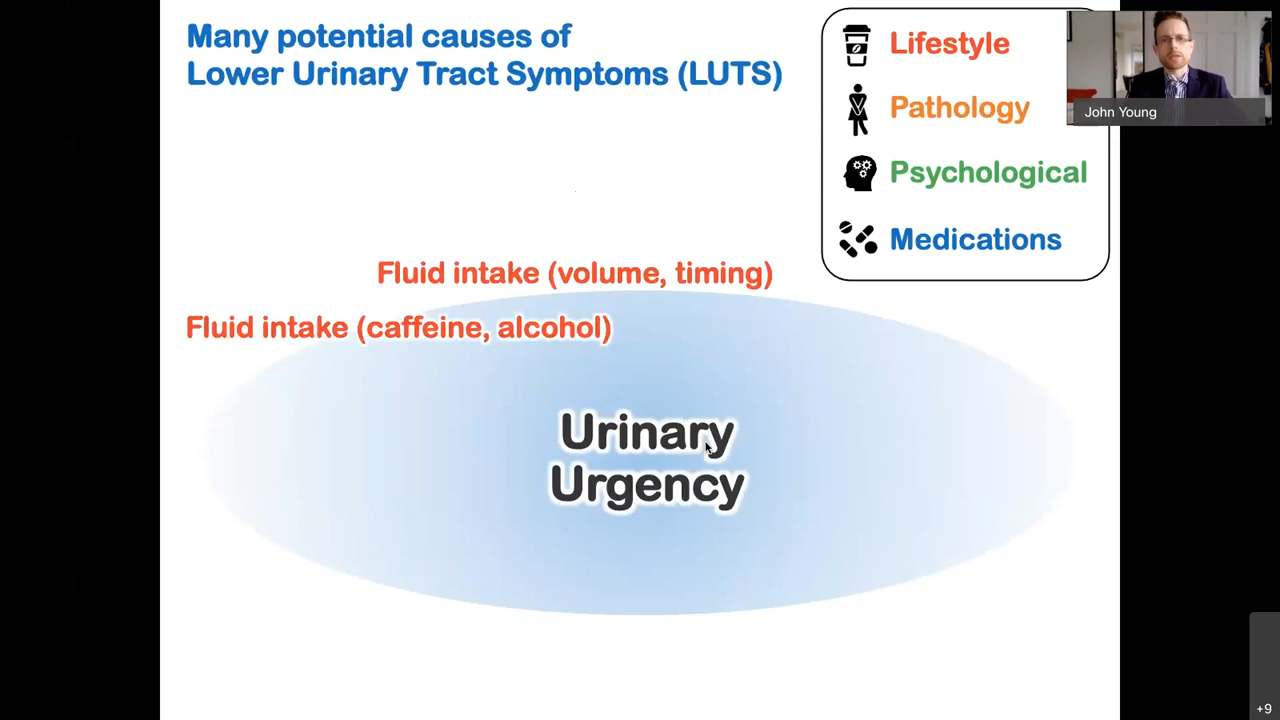 Many potential causes of
Lower Urinary Tract Symptoms (LUTS)
Lifestyle
Pathology
Psychological
Medications
John Young
Fluid intake (volume, timing)
Fluid intake (caffeine, alcohol)
Urinary
Urgency
+9